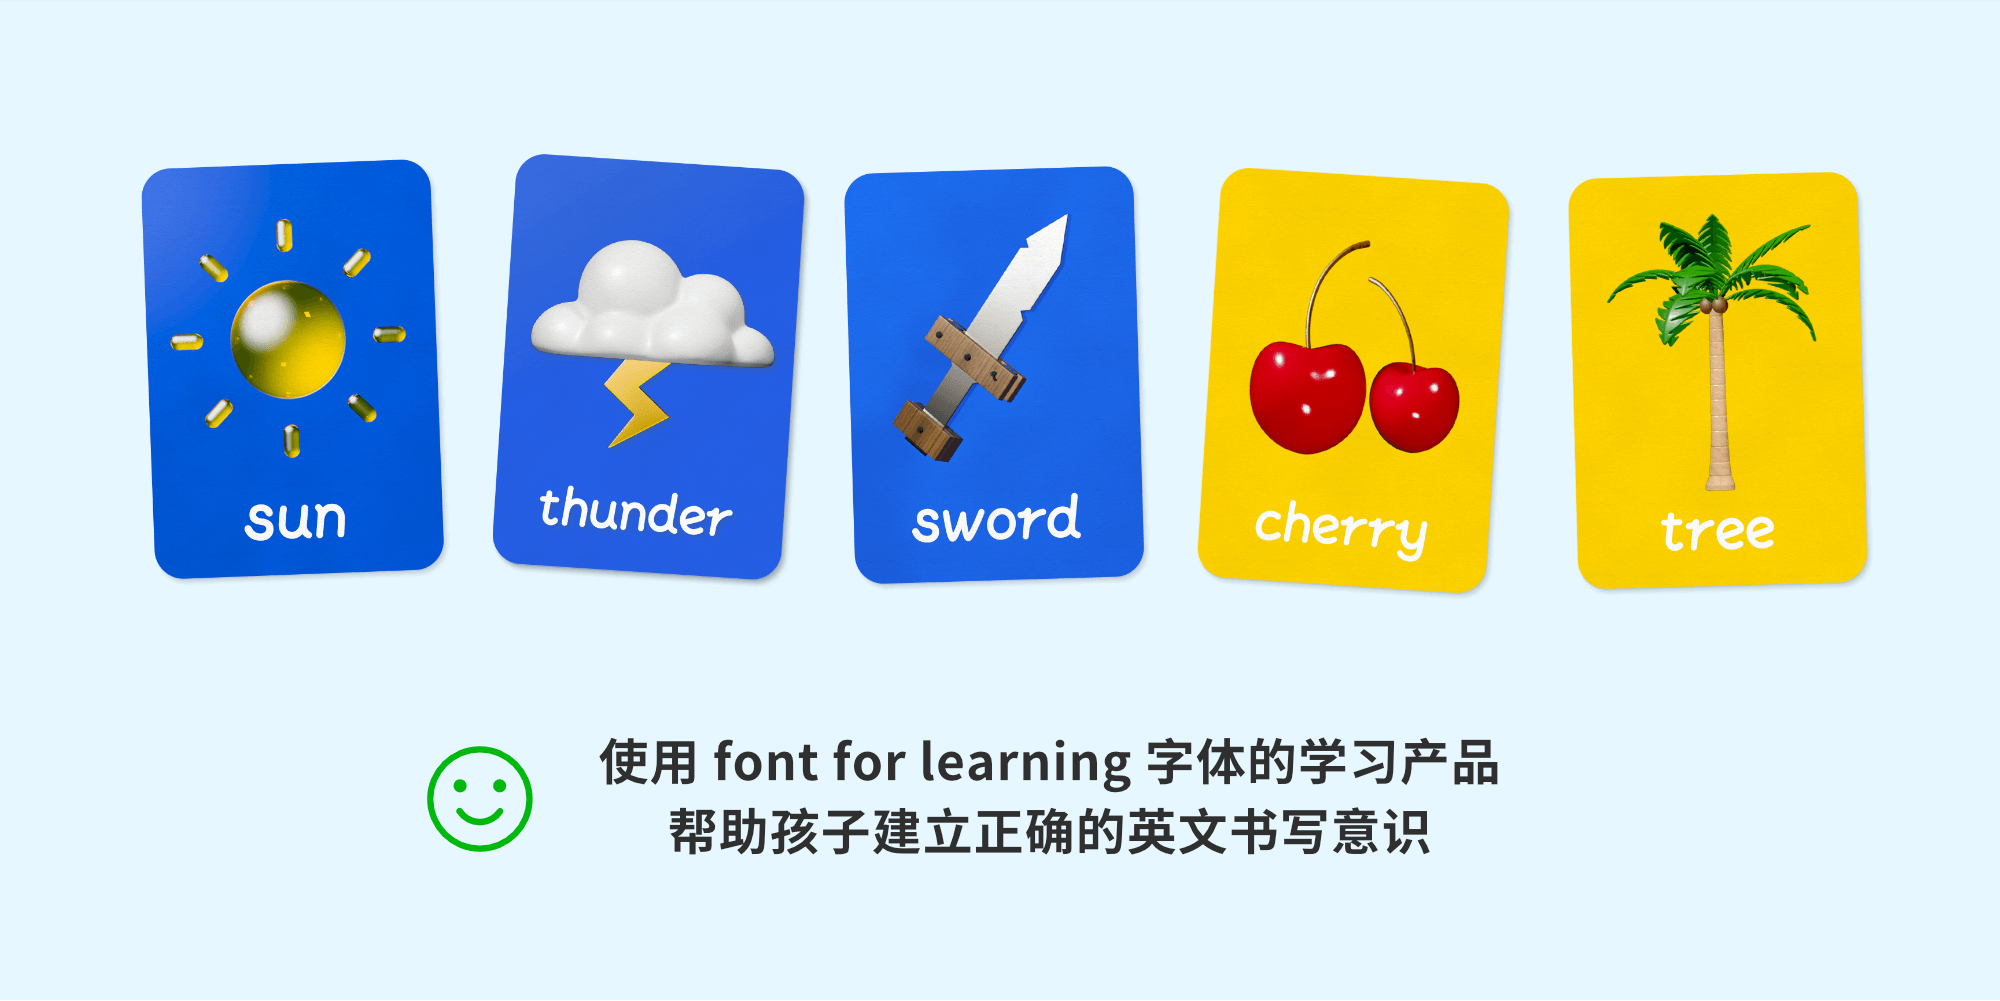 sun
thunder
sword
cherry
tree
使用 font for learning 字体的学习产品
帮助孩子建立正确的英文书写意识